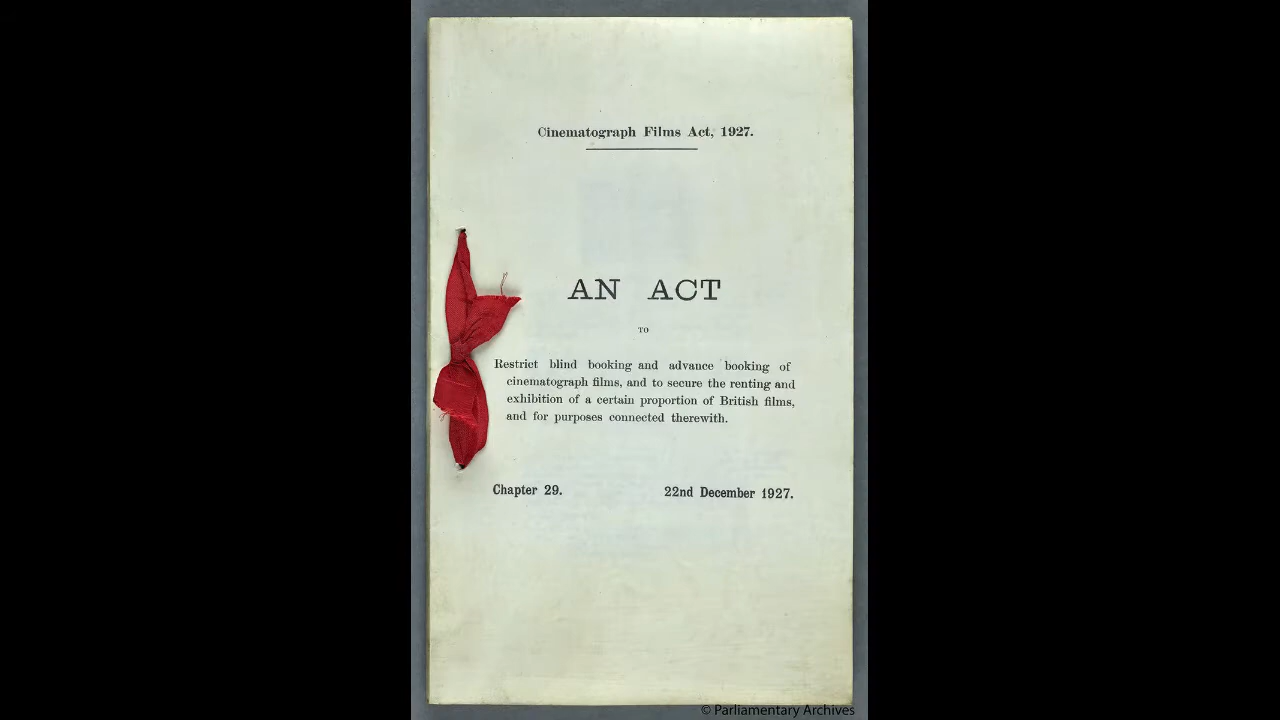 Cinematograph Films Act, 1927.
AN ACT
TO
Restrict blind booking and advance booking of
cinematograph films, and to secure the renting and
exhibition of a certain proportion of British films,
and for purposes connected therewith.
Chapter 29. 22nd December 1927.
© Parliamentary Archives